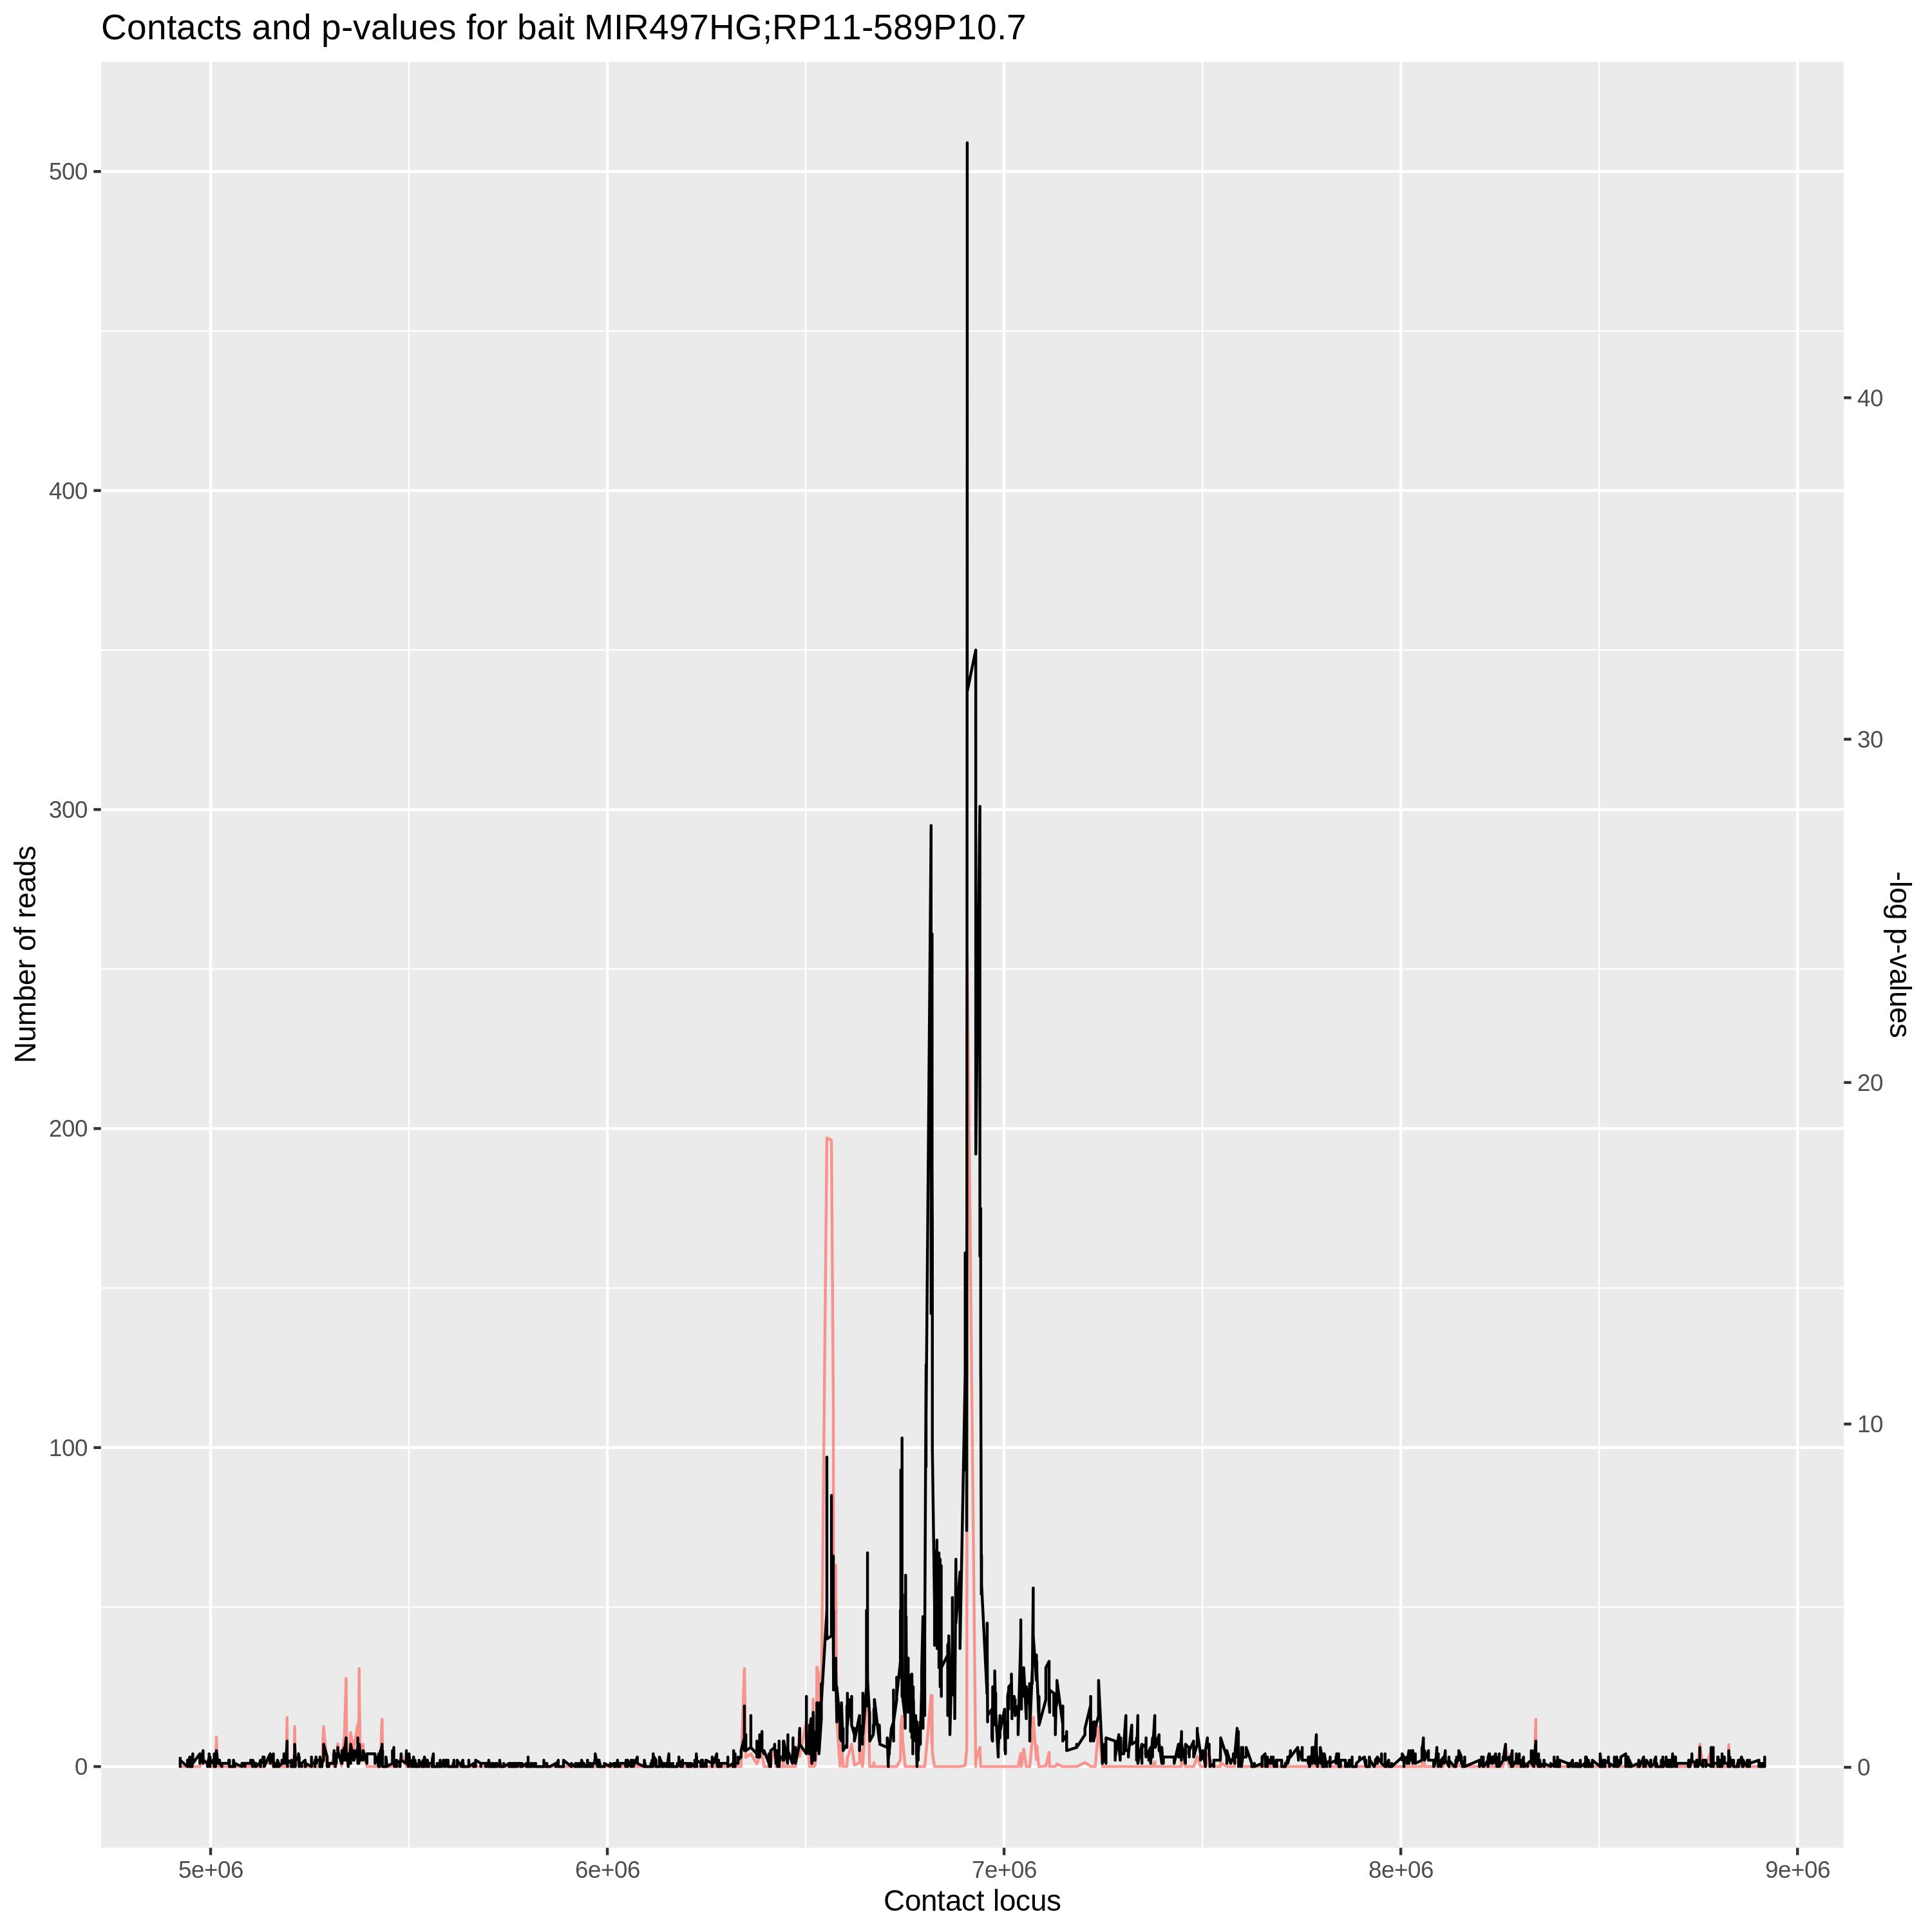 Contacts and p-values for bait MIR497HG;RP11-589P10.7
500
400
300
200
100
0
Number of reads
40
30
20
10
0
-log p-values
5e+06
6e+06
7e+06
8e+06
9e+06
Contact locus